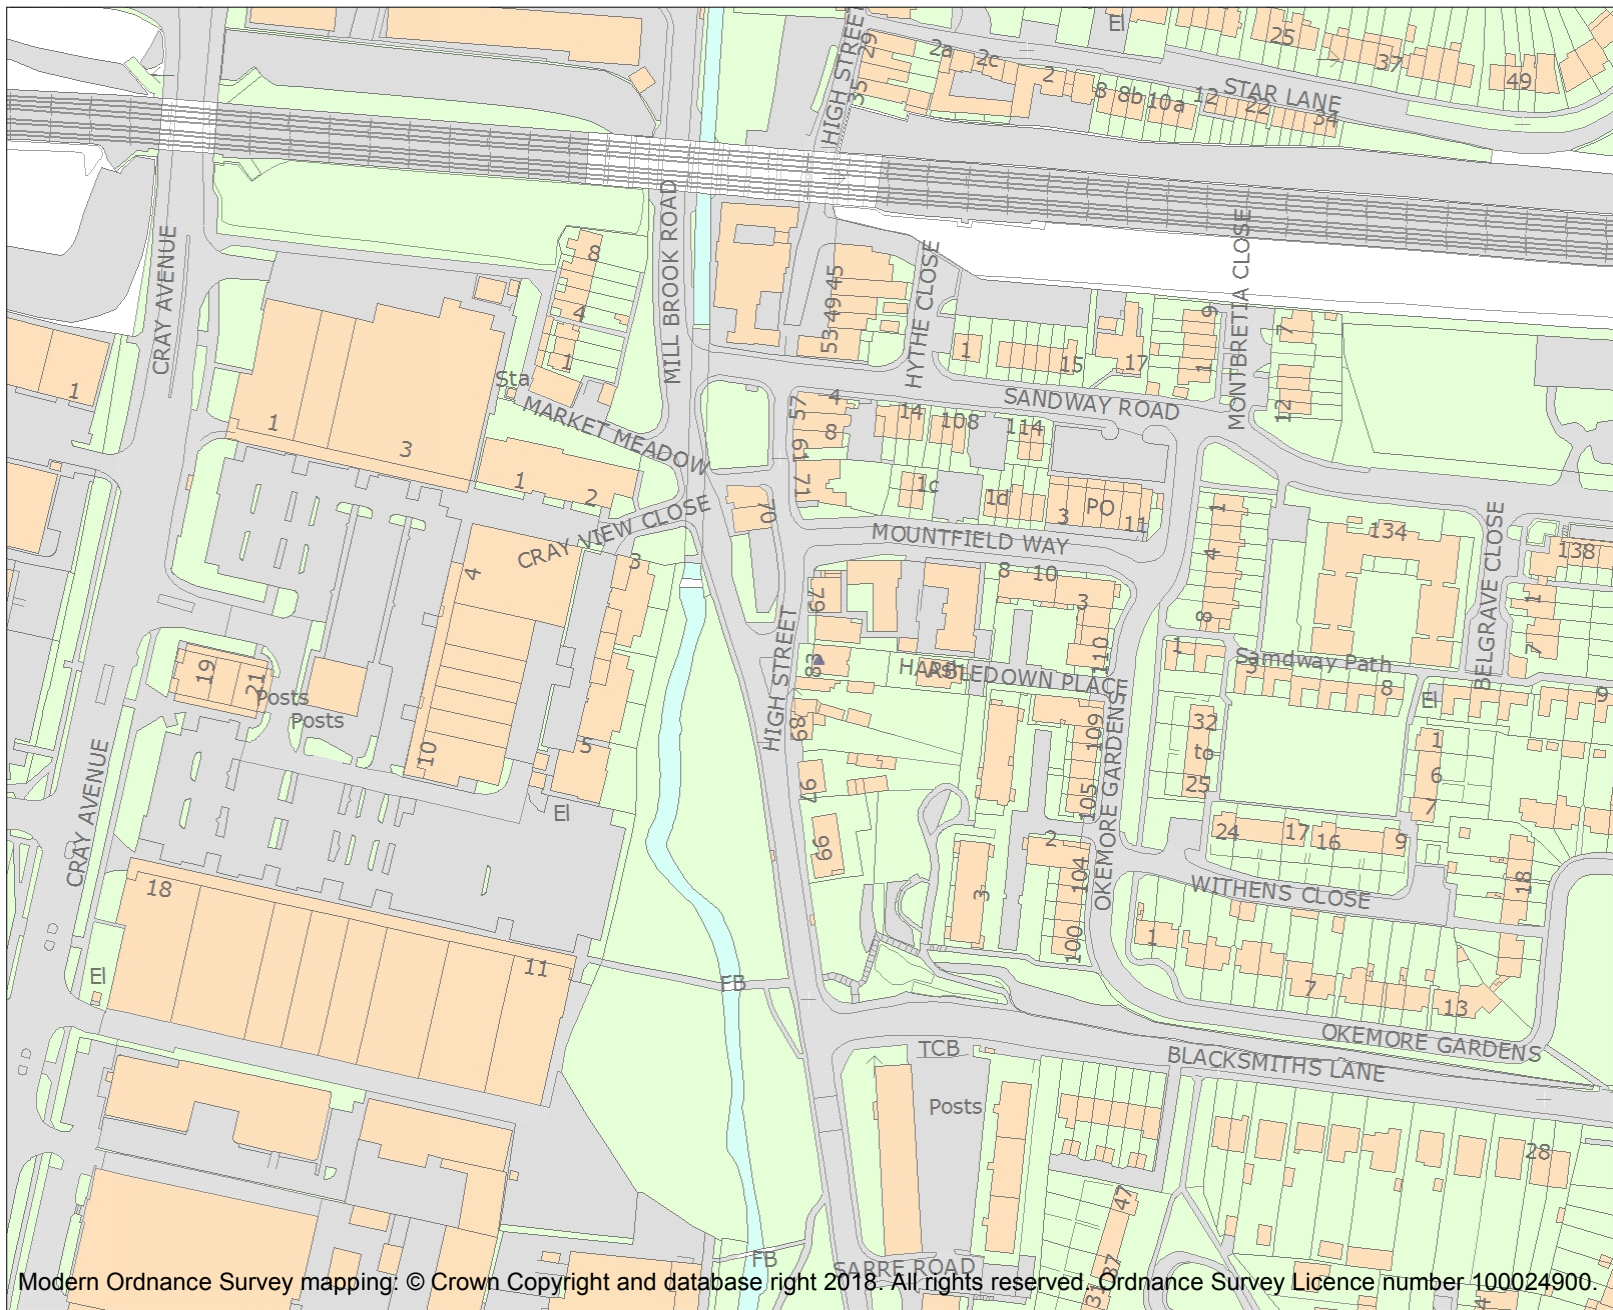 HIGH STREET
29
35
2a
2c
2
El
8
8b
10a
12
22
34
STAR LANE
25
37
49
CRAY AVENUE
MILL BROOK ROAD
8
4
1
Sta
MARKET MEADOW
1
1
3
1
2
45
49
53
HYTHE CLOSE
1
15
17
9
1
MONTBRETIA CLOSE
7
12
SANDWAY ROAD
57
4
8
61
71
14
108
114
1c
1d
3
PO
11
70
CRAY VIEW CLOSE
MOUNTFIELD WAY
1
4
8
134
BELGRAVE CLOSE
138
1
7
4
3
79
8
10
3
110
83
HIGH STREET
HARBLEDOWN PLACE
1
Samdway Path
3
8
El
9
19
21
Posts
Posts
10
5
El
89
97
99
109
105
OKEMORE GARDENS
32
to
25
1
6
7
24
17
16
9
CRAY AVENUE
18
11
El
3
2
104
100
WITHENS CLOSE
18
1
7
13
FB
OKEMORE GARDENS
BLACKSMITHS LANE
TCB
Posts
28
47
37
31
FB
SARRE ROAD
4
Modern Ordnance Survey mapping: © Crown Copyright and database right 2018. All rights reserved. Ordnance Survey Licence number 100024900.